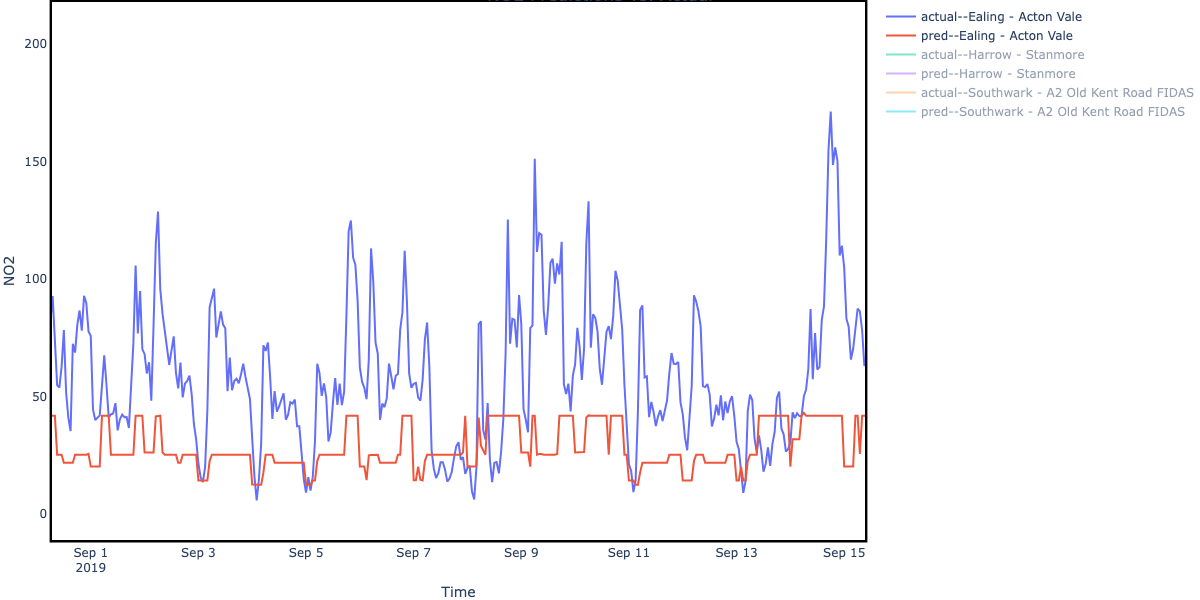 actual--Ealing - Acton Vale
pred--Ealing - Acton Vale
actual--Harrow - Stanmore
pred--Harrow - Stanmore
actual--Southwark - A2 Old Kent Road FIDAS
pred--Southwark - A2 Old Kent Road FIDAS
200
150
100
50
0
NO2
Sep 1
2019
Sep 3
Sep 5
Sep 7
Sep 9
Sep 11
Sep 13
Sep 15
Time